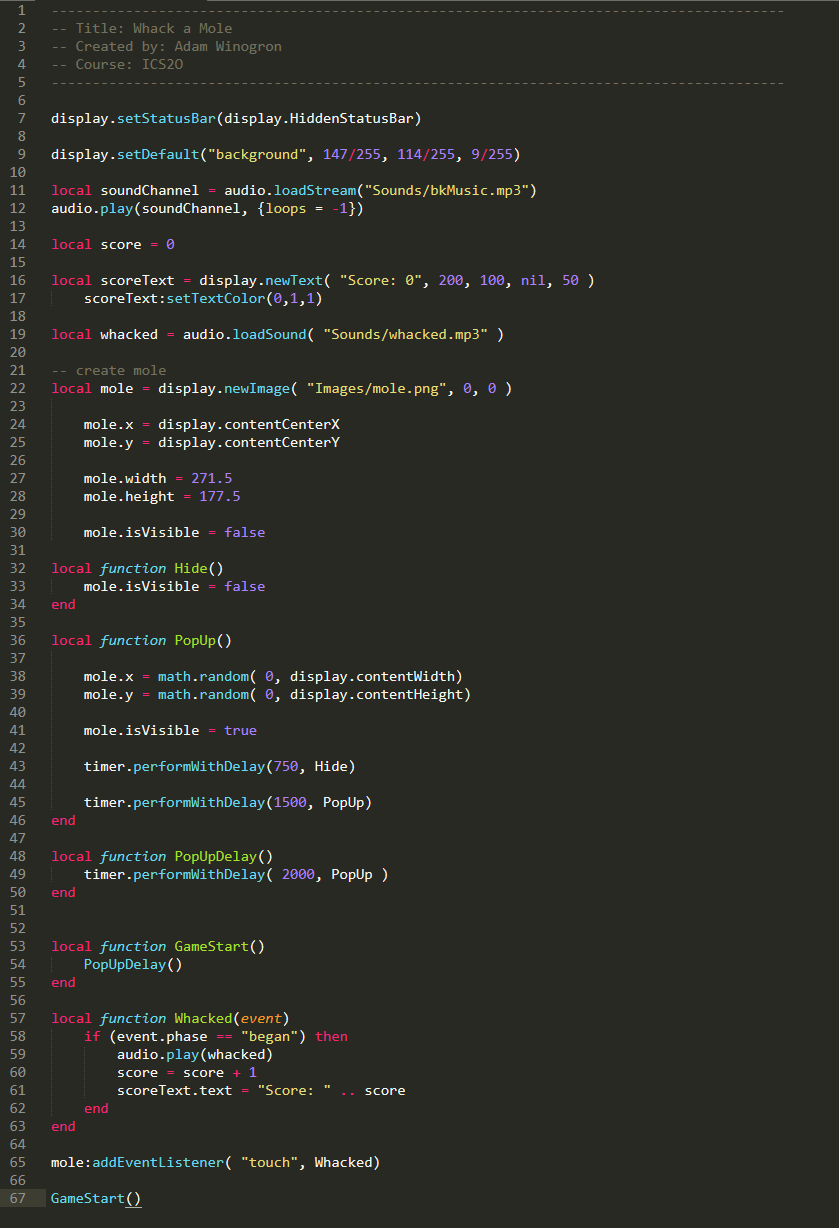 1 -----------------------------------------------------------------------------------------
2 -- Title: Whack a Mole
3 -- Created by: Adam Winogron
4 -- Course: ICS2O
5 -----------------------------------------------------------------------------------------
6
7 display.setStatusBar(display.HiddenStatusBar)
8
9 display.setDefault("background", 147/255, 114/255, 9/255)
10
11 local soundChannel = audio.loadStream("Sounds/bkMusic.mp3")
12 audio.play(soundChannel, {loops = -1})
13
14 local score = 0
15
16 local scoreText = display.newText( "Score: 0", 200, 100, nil, 50 )
17     scoreText:setTextColor(0,1,1)
18
19 local whacked = audio.loadSound( "Sounds/whacked.mp3" )
20
21 -- create mole
22 local mole = display.newImage( "Images/mole.png", 0, 0 )
23
24     mole.x = display.contentCenterX
25     mole.y = display.contentCenterY
26
27     mole.width = 271.5
28     mole.height = 177.5
29
30     mole.isVisible = false
31
32 local function Hide()
33     mole.isVisible = false
34 end
35
36 local function PopUp()
37
38     mole.x = math.random( 0, display.contentWidth)
39     mole.y = math.random( 0, display.contentHeight)
40
41     mole.isVisible = true
42
43     timer.performWithDelay(750, Hide)
44
45     timer.performWithDelay(1500, PopUp)
46 end
47
48 local function PopUpDelay()
49     timer.performWithDelay( 2000, PopUp )
50 end
51
52
53 local function GameStart()
54     PopUpDelay()
55 end
56
57 local function Whacked(event)
58     if (event.phase == "began") then
59         audio.play(whacked)
60         score = score + 1
61         scoreText.text = "Score: " .. score
62     end
63 end
64
65 mole:addEventListener( "touch", Whacked)
66
67 GameStart()